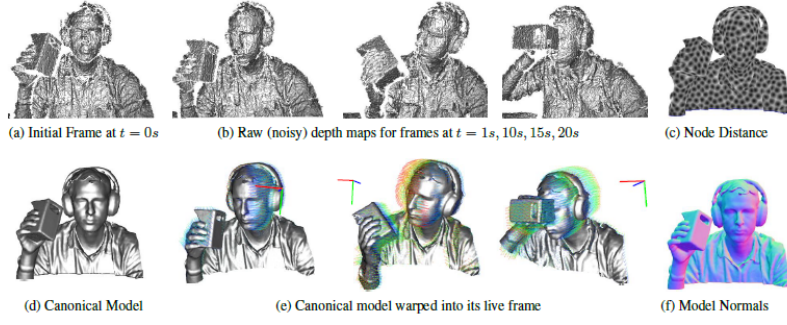 (a) Initial Frame at t = 0s
(b) Raw (noisy) depth maps for frames at t = 1s, 10s, 15s, 20s
(c) Node Distance
(d) Canonical Model
(e) Canonical model warped into its live frame
(f) Model Normals